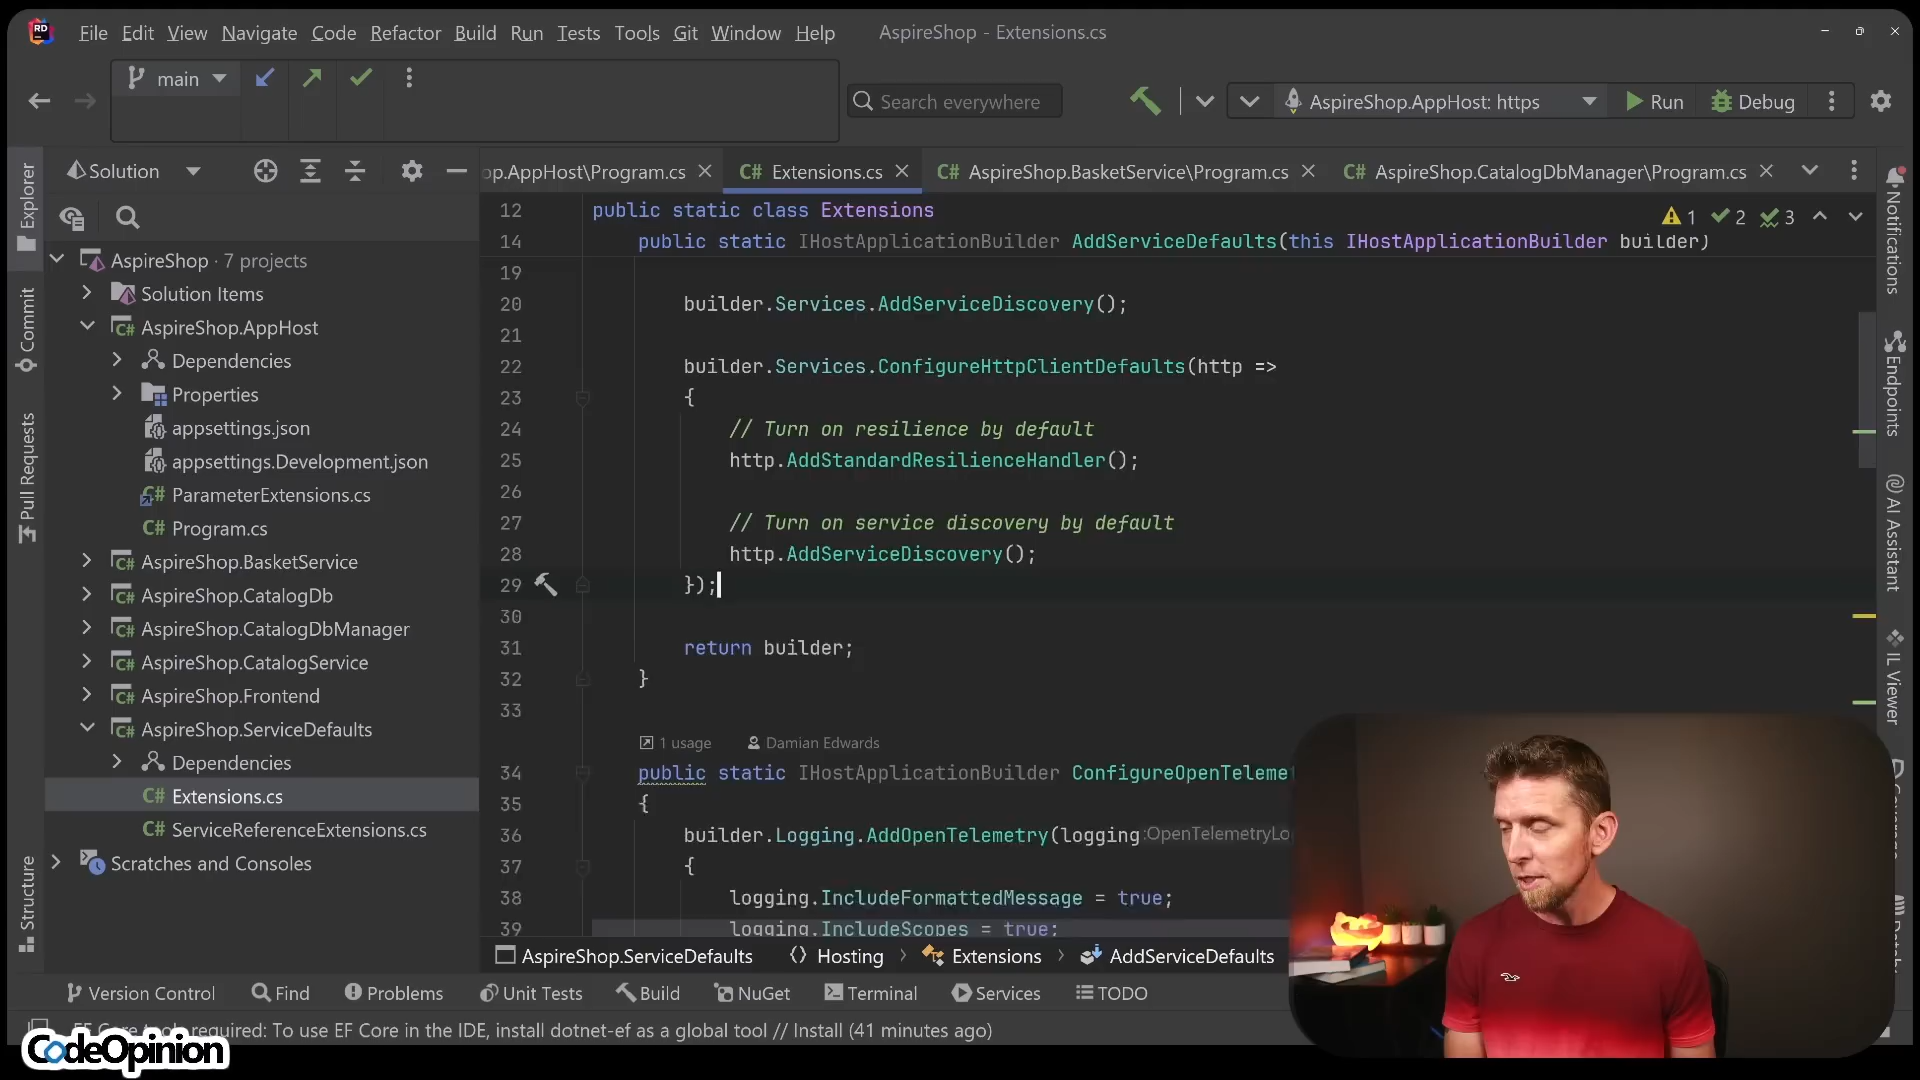 RD
File Edit View Navigate Code Refactor Build Run Tests Tools Git Window Help AspireShop - Extensions.cs
main
Search everywhere
AspireShop.AppHost: https
Run
Debug
Explorer
Commit
Pull Requests
Structure
Solution
op.AppHost\Program.cs
C# Extensions.cs
C# AspireShop.BasketService\Program.cs
C# AspireShop.CatalogDbManager\Program.cs
AspireShop · 7 projects
Solution Items
C# AspireShop.AppHost
Dependencies
Properties
appsettings.json
appsettings.Development.json
C# ParameterExtensions.cs
C# Program.cs
C# AspireShop.BasketService
C# AspireShop.CatalogDb
C# AspireShop.CatalogDbManager
C# AspireShop.CatalogService
C# AspireShop.Frontend
C# AspireShop.ServiceDefaults
Dependencies
C# Extensions.cs
C# ServiceReferenceExtensions.cs
Scratches and Consoles
12 public static class Extensions
1 2 3
14 public static IHostApplicationBuilder AddServiceDefaults(this IHostApplicationBuilder builder)
19
20 builder.Services.AddServiceDiscovery();
21
22 builder.Services.ConfigureHttpClientDefaults(http =>
23 {
24 // Turn on resilience by default
25 http.AddStandardResilienceHandler();
26
27 // Turn on service discovery by default
28 http.AddServiceDiscovery();
29 });
30
31 return builder;
32 }
33
1 usage Damian Edwards
34 public static IHostApplicationBuilder ConfigureOpenTelemet
35 {
36 builder.Logging.AddOpenTelemetry(logging:OpenTelemetryLo
37 {
38 logging.IncludeFormattedMessage = true;
39 logging.IncludeScopes = true;
Notifications
Endpoints
AI Assistant
IL Viewer
AspireShop.ServiceDefaults Hosting Extensions AddServiceDefaults
Version Control Find Problems Unit Tests Build NuGet Terminal Services TODO
required: To use EF Core in the IDE, install dotnet-ef as a global tool // Install (41 minutes ago)
CodeOpinion